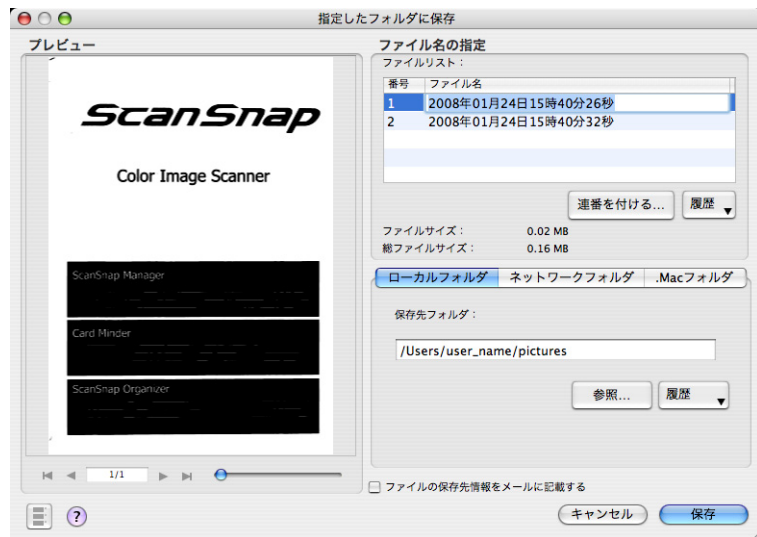 指定したフォルダに保存
プレビュー
ScanSnap
Color Image Scanner
ScanSnap Manager
Card Minder
ScanSnap Organizer
1/1
?
ファイル名の指定
ファイルリスト：
番号 ファイル名
1 2008年01月24日15時40分26秒
2 2008年01月24日15時40分32秒
連番を付ける... 履歴
ファイルサイズ： 0.02 MB
総ファイルサイズ： 0.16 MB
ローカルフォルダ ネットワークフォルダ .Macフォルダ
保存先フォルダ：
/Users/user_name/pictures
参照... 履歴
ファイルの保存先情報をメールに記載する
キャンセル 保存